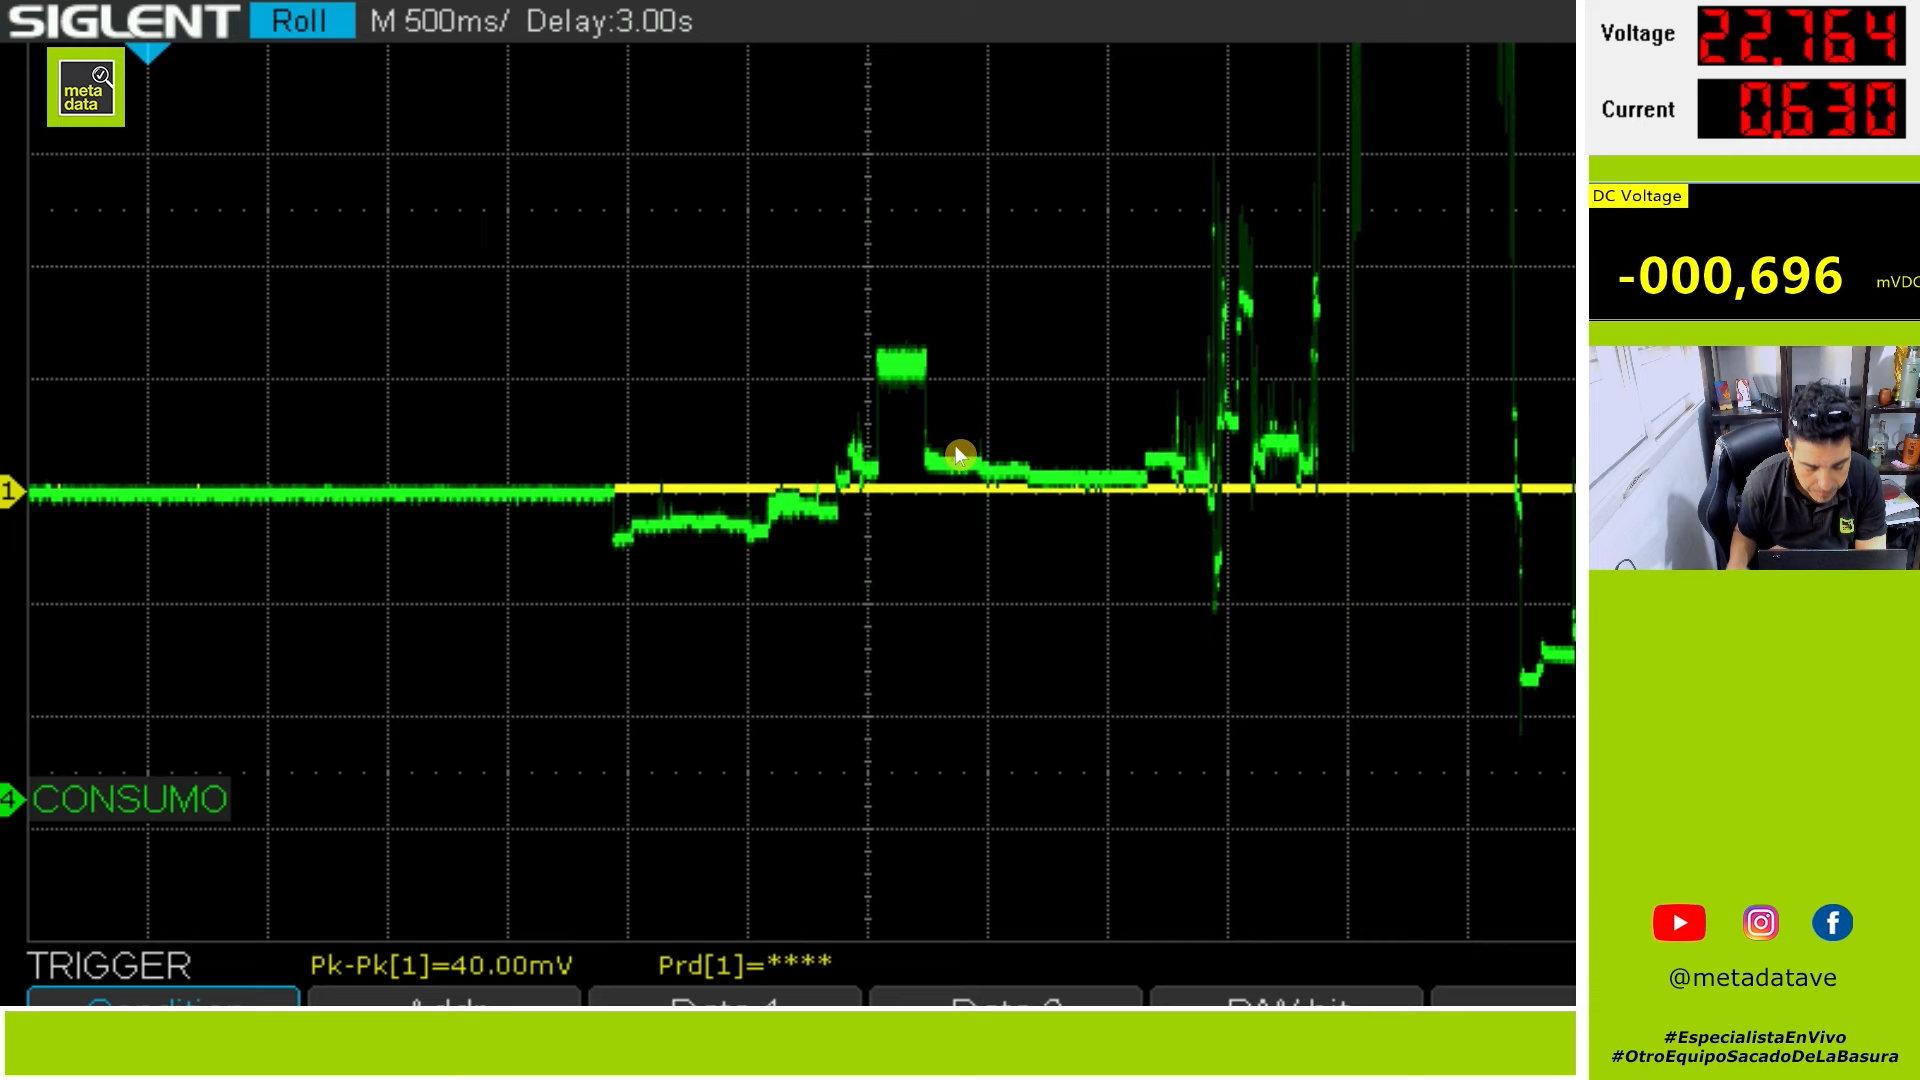 SIGLENT Roll M 500ms/ Delay:3.00s
meta
data
1
4 CONSUMO
TRIGGER Pk-Pk[1]=40.00mV Prd[1]=****
Voltage 22,764
Current 0,630
DC Voltage
-000,696 mVDC
@metadatave
#EspecialistaEnVivo
#OtroEquipoSacadoDeLaBasura